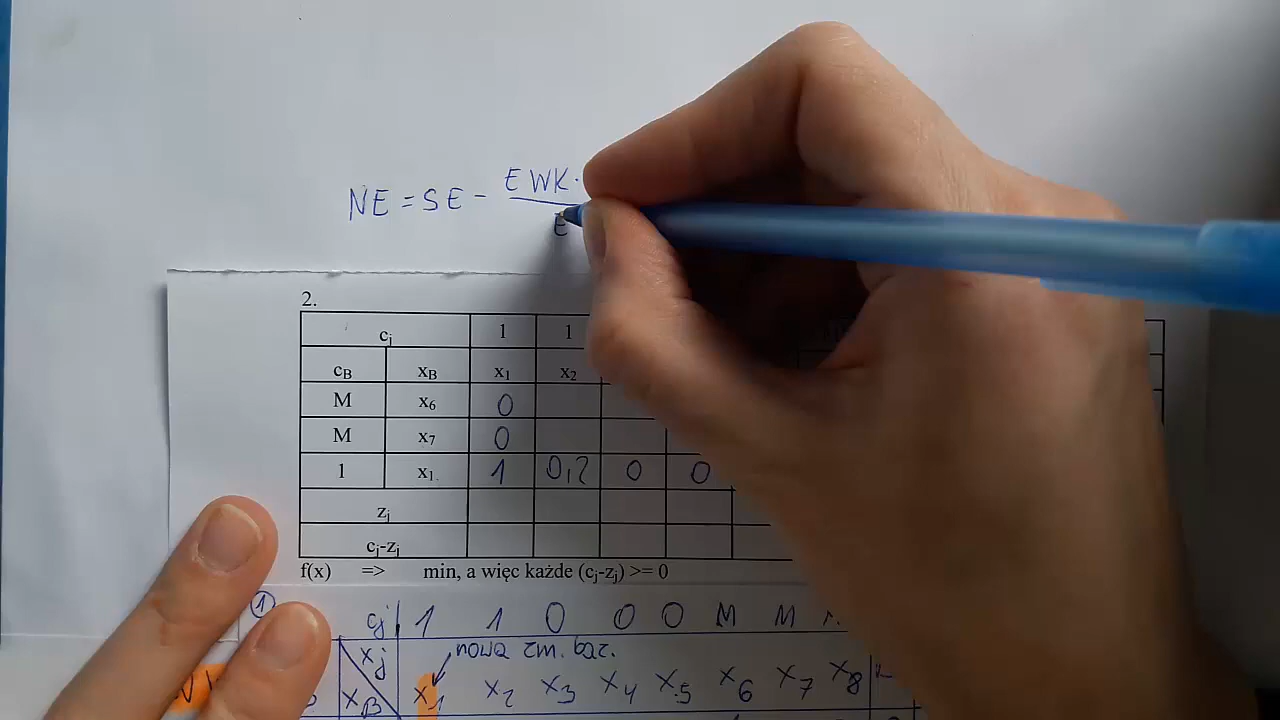 NE = SE - E WK.
E
2.
cj 1 1
cB xB x1 x2
M x6 0
M x7 0
1 x1. 1 0,2 0 0
zj
cj-zj
f(x) => min, a więc każde (cj-zj) >= 0
1 cj 1 1 0 0 0 M M
nowa zm. baz.
xj
xB x1 x2 x3 x4 x5 x6 x7 x8